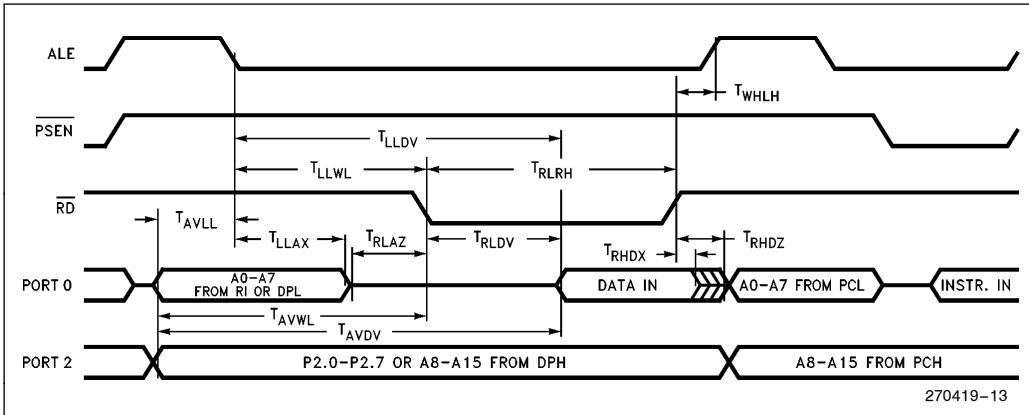 ALE
TWHLH
PSEN
TLLDV
TLLWL
TRLRH
RD
TAVLL
TLLAX
TRLAZ
TRLDV
TRHDX
TRHDZ
PORT 0
A0-A7
FROM RI OR DPL
DATA IN
A0-A7 FROM PCL
INSTR. IN
TAVWL
TAVDV
PORT 2
P2.0-P2.7 OR A8-A15 FROM DPH
A8-A15 FROM PCH
270419-13